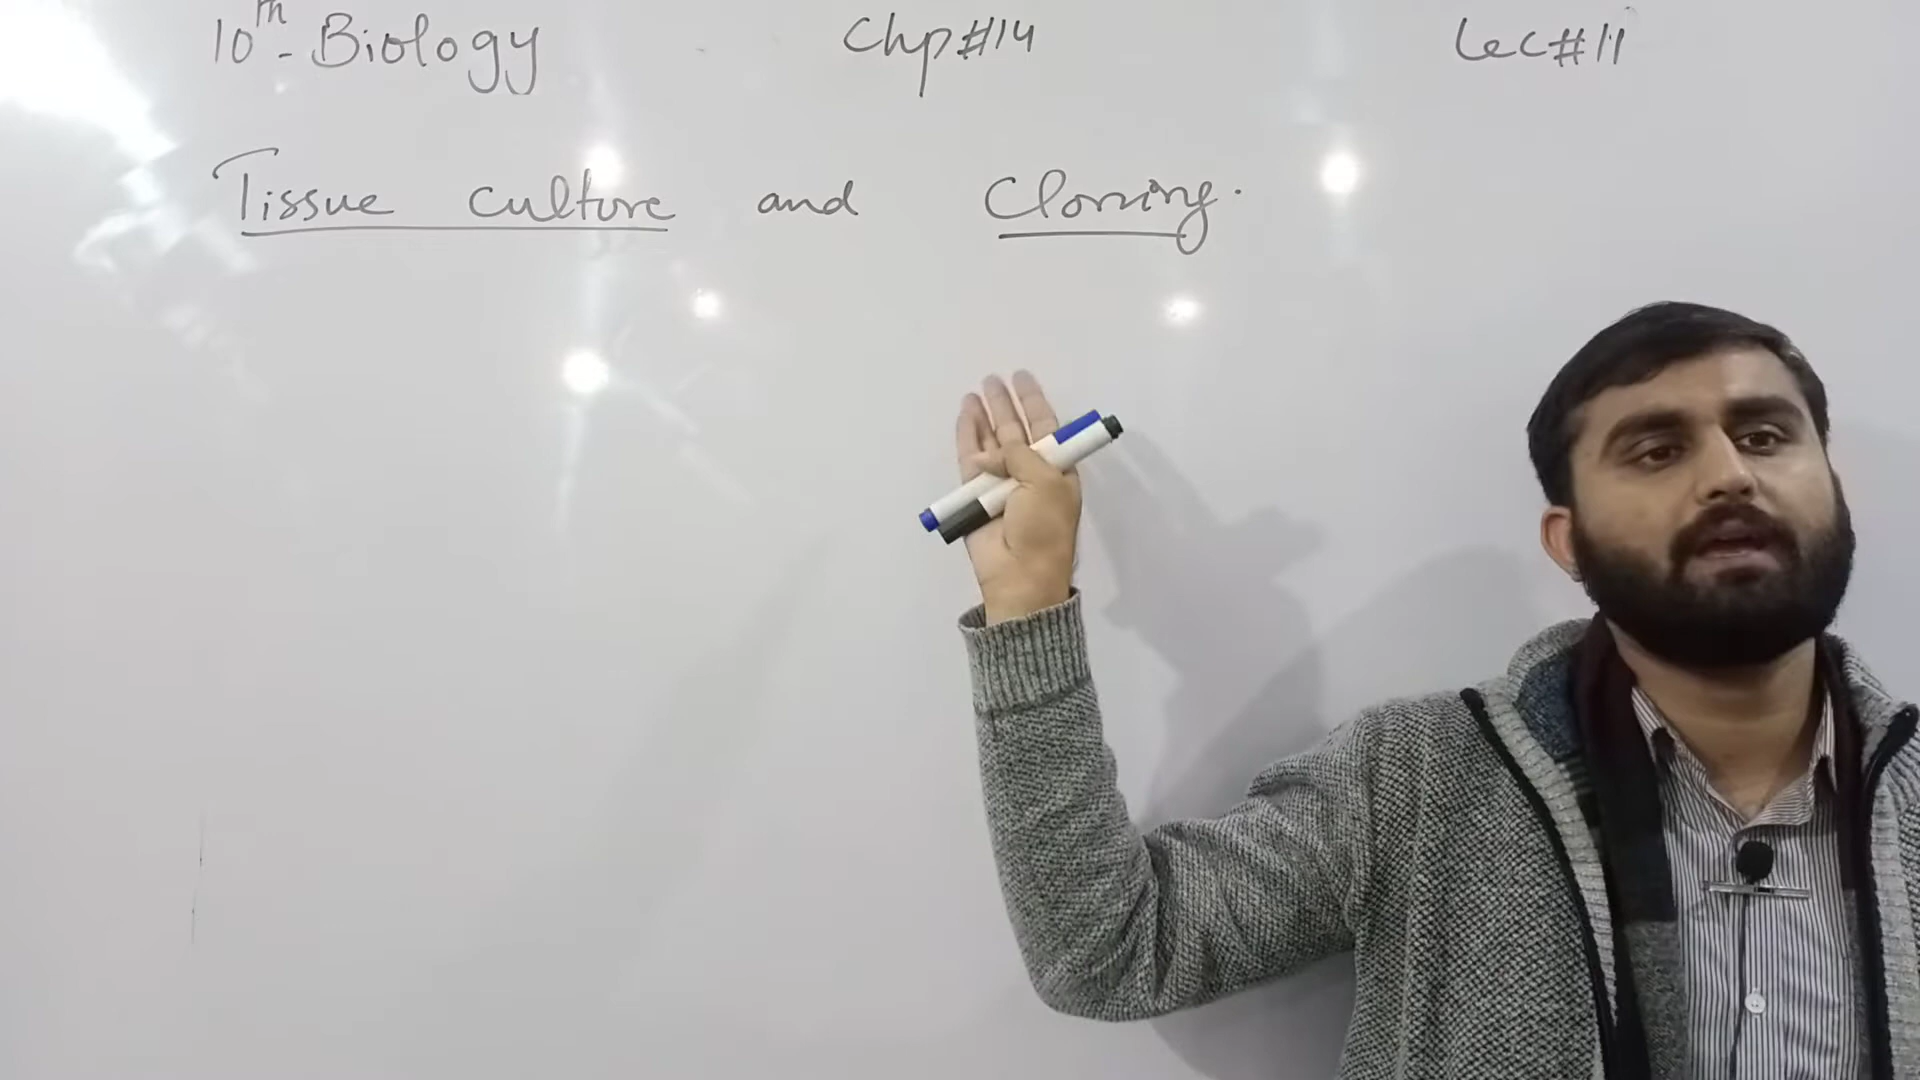 10th - Biology Chp#14 Lec#11
Tissue culture and Cloning.